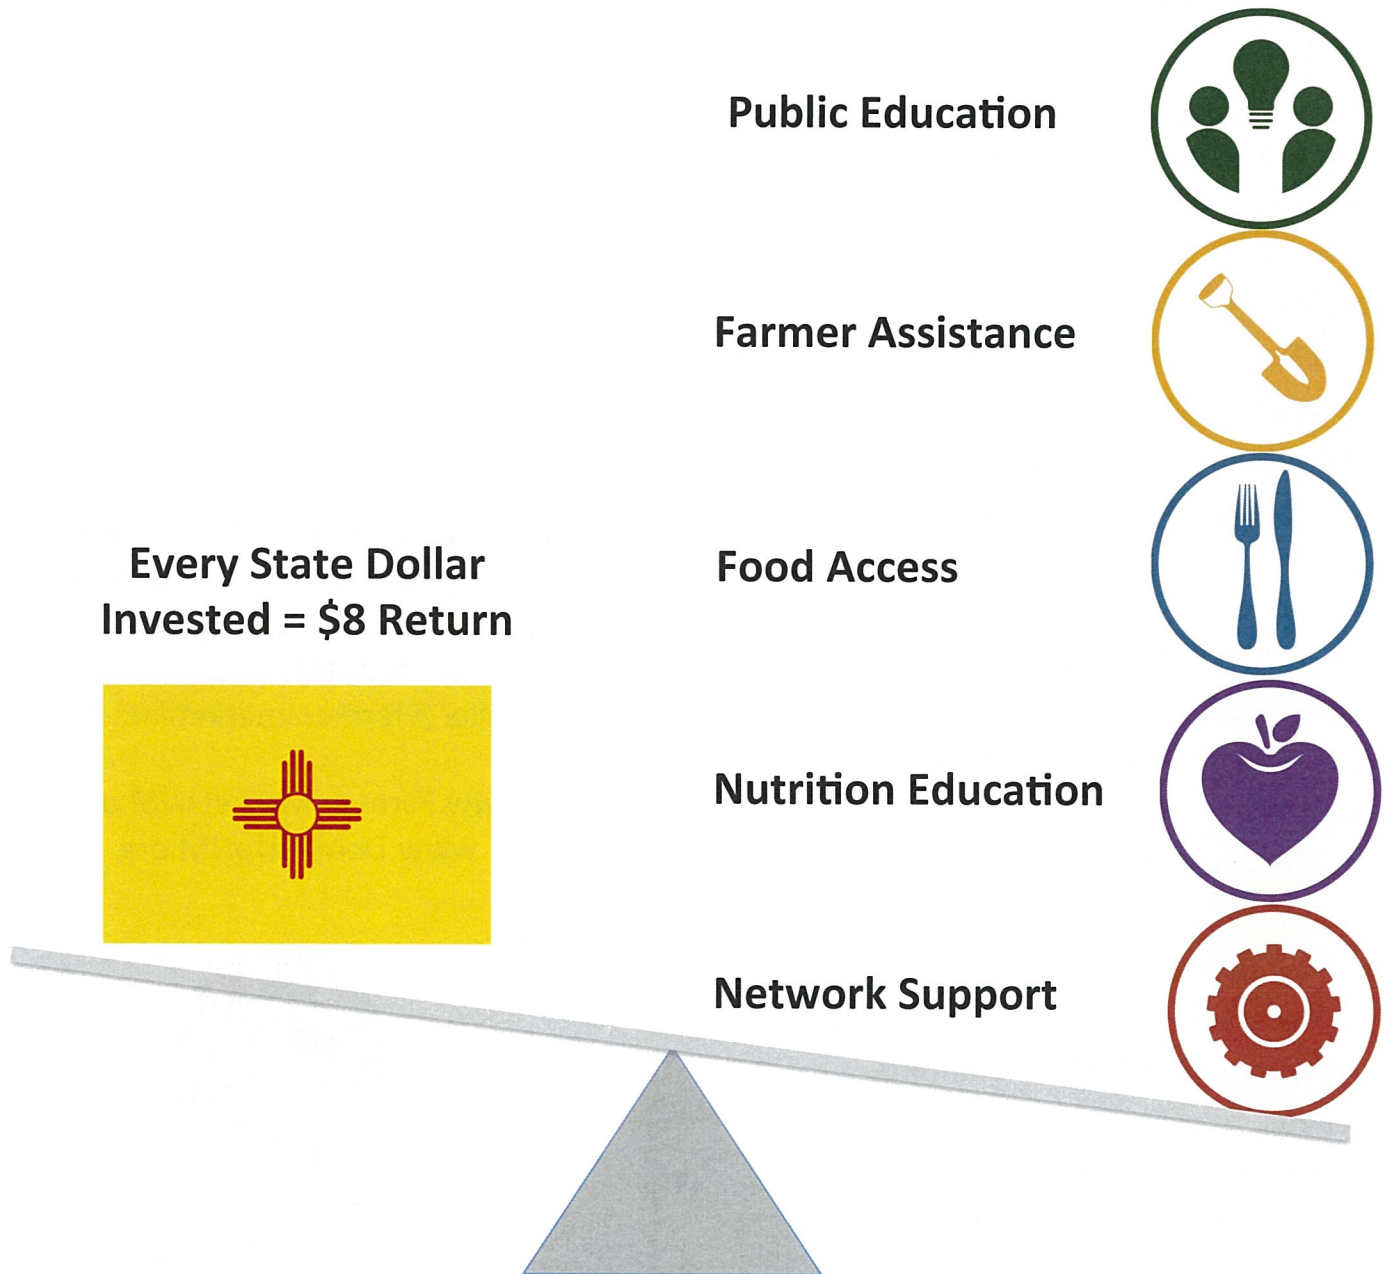 Public Education
Farmer Assistance
Every State Dollar
Invested = $8 Return
Food Access
Nutrition Education
Network Support